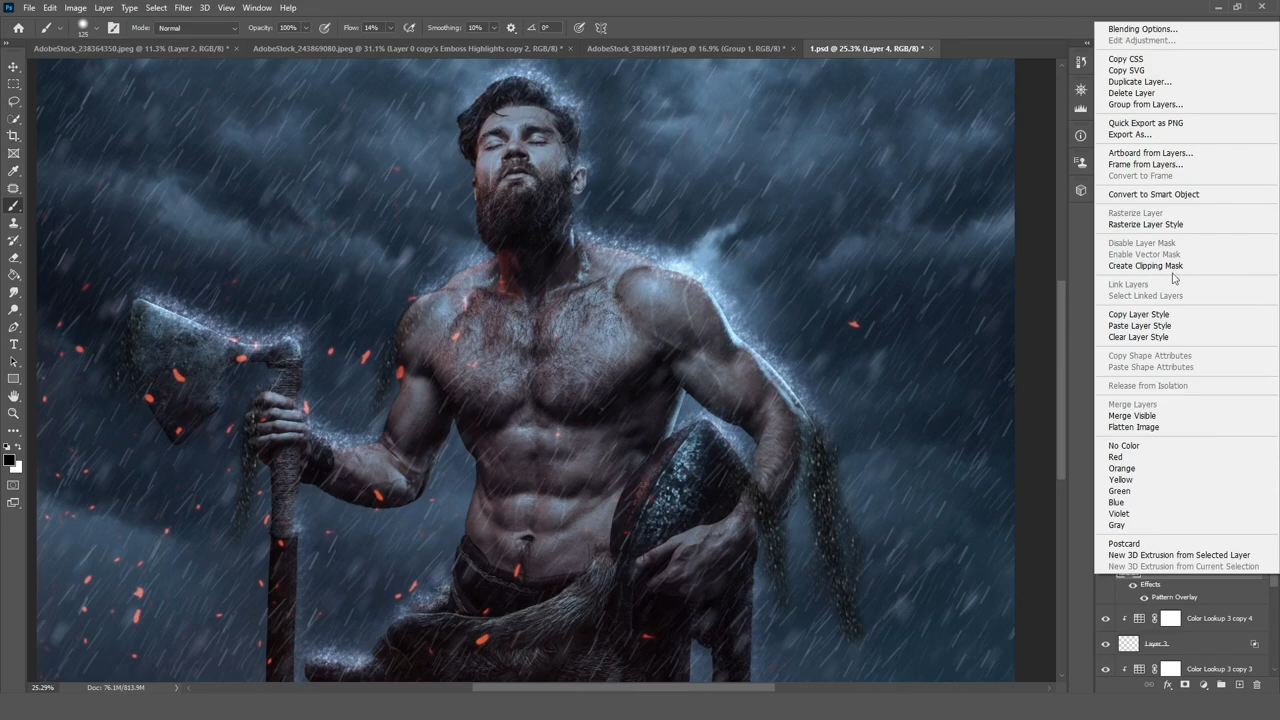 Ps File Edit Image Layer Type Select Filter 3D View Window Help
125 Mode: Normal Opacity: 100% Flow: 14% Smoothing: 10% 0°
AdobeStock_238364350.jpeg @ 11.3% (Layer 2, RGB/8) * AdobeStock_243869080.jpeg @ 31.1% (Layer 0 copy's Emboss Highlights copy 2, RGB/8) * AdobeStock_383608117.jpeg @ 16.9% (Group 1, RGB/8) * 1.psd @ 25.3% (Layer 4, RGB/8) *
Blending Options...
Edit Adjustment...
Copy CSS
Copy SVG
Duplicate Layer...
Delete Layer
Group from Layers...
Quick Export as PNG
Export As...
Artboard from Layers...
Frame from Layers...
Convert to Frame
Convert to Smart Object
Rasterize Layer
Rasterize Layer Style
Disable Layer Mask
Enable Vector Mask
Create Clipping Mask
Link Layers
Select Linked Layers
Copy Layer Style
Paste Layer Style
Clear Layer Style
Copy Shape Attributes
Paste Shape Attributes
Release from Isolation
Merge Layers
Merge Visible
Flatten Image
No Color
Red
Orange
Yellow
Green
Blue
Violet
Gray
Postcard
New 3D Extrusion from Selected Layer
New 3D Extrusion from Current Selection
Effects
Pattern Overlay
Color Lookup 3 copy 4
Layer 3
Color Lookup 3 copy 3
25.29% Doc: 76.1M/813.9M
fx